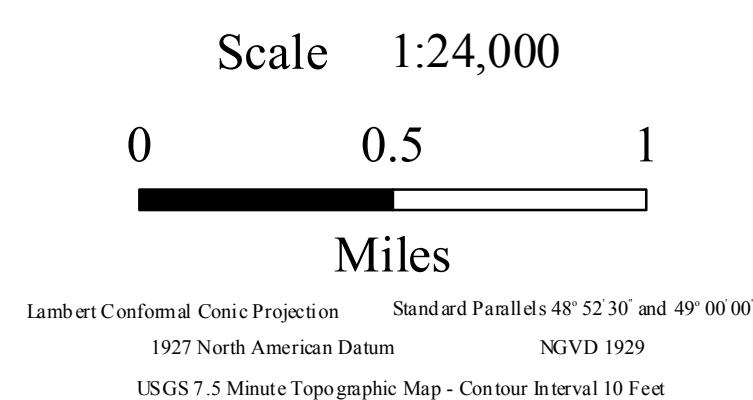 Scale 1:24,000
0 0.5 1
Miles
Lambert Conformal Conic Projection Standard Parallels 48° 52' 30" and 49° 00' 00"
1927 North American Datum NGVD 1929
USGS 7.5 Minute Topographic Map - Contour Interval 10 Feet